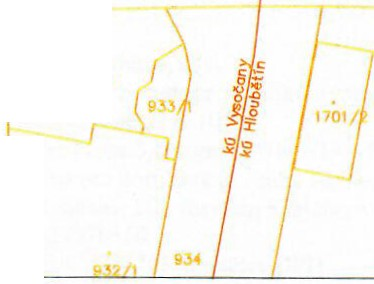 933/1
1701/2
kú Vysočany
kú Hloubětín
934
932/1